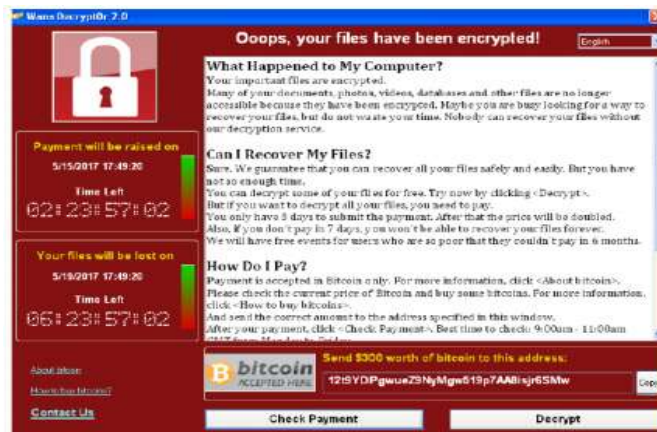 Wana Decrypt0r 2.0
Ooops, your files have been encrypted!
English
Payment will be raised on
5/15/2017 17:49:20
Time Left
02:23:57:02
Your files will be lost on
5/19/2017 17:49:20
Time Left
06:23:57:02
About bitcoin
How to buy bitcoins?
Contact Us
What Happened to My Computer?
Your important files are encrypted.
Many of your documents, photos, videos, databases and other files are no longer
accessible because they have been encrypted. Maybe you are busy looking for a way to
recover your files, but do not waste your time. Nobody can recover your files without
our decryption service.
Can I Recover My Files?
Sure. We guarantee that you can recover all your files safely and easily. But you have
not so enough time.
You can decrypt some of your files for free. Try now by clicking <Decrypt>.
But if you want to decrypt all your files, you need to pay.
You only have 3 days to submit the payment. After that the price will be doubled.
Also, if you don't pay in 7 days, you won't be able to recover your files forever.
We will have free events for users who are so poor that they couldn't pay in 6 months.
How Do I Pay?
Payment is accepted in Bitcoin only. For more information, click <About bitcoin>.
Please check the current price of Bitcoin and buy some bitcoins. For more information,
click <How to buy bitcoins>.
And send the correct amount to the address specified in this window.
After your payment, click <Check Payment>. Best time to check: 9:00am - 11:00am
bitcoin
ACCEPTED HERE
Send $300 worth of bitcoin to this address:
Copy
Check Payment
Decrypt